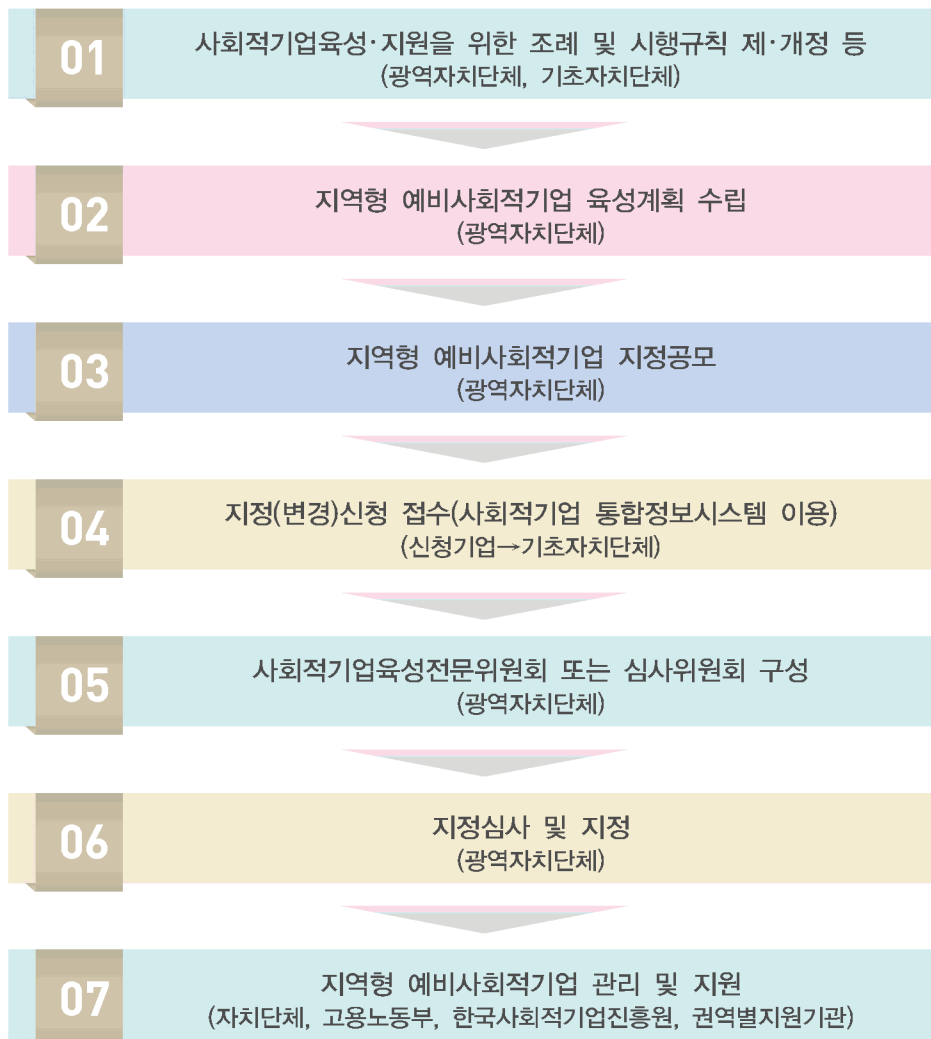 01
사회적기업육성·지원을 위한 조례 및 시행규칙 제·개정 등
(광역자치단체, 기초자치단체)
02
지역형 예비사회적기업 육성계획 수립
(광역자치단체)
03
지역형 예비사회적기업 지정공모
(광역자치단체)
04
지정(변경)신청 접수(사회적기업 통합정보시스템 이용)
(신청기업→기초자치단체)
05
사회적기업육성전문위원회 또는 심사위원회 구성
(광역자치단체)
06
지정심사 및 지정
(광역자치단체)
07
지역형 예비사회적기업 관리 및 지원
(자치단체, 고용노동부, 한국사회적기업진흥원, 권역별지원기관)